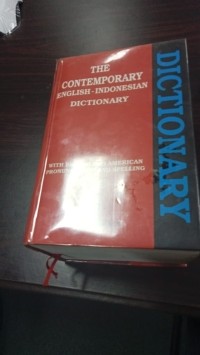 THE
CONTEMPORARY
ENGLISH - INDONESIAN
DICTIONARY
WITH AMERICAN
SPELLING
DICTIONARY